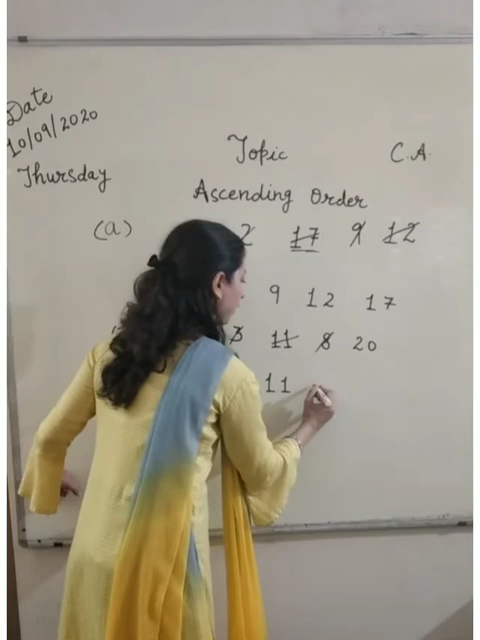 Date
10/09/2020
Thursday
Topic C.A.
Ascending Order
(a) 2 17 9 12
9 12 17
3 11 8 20
11